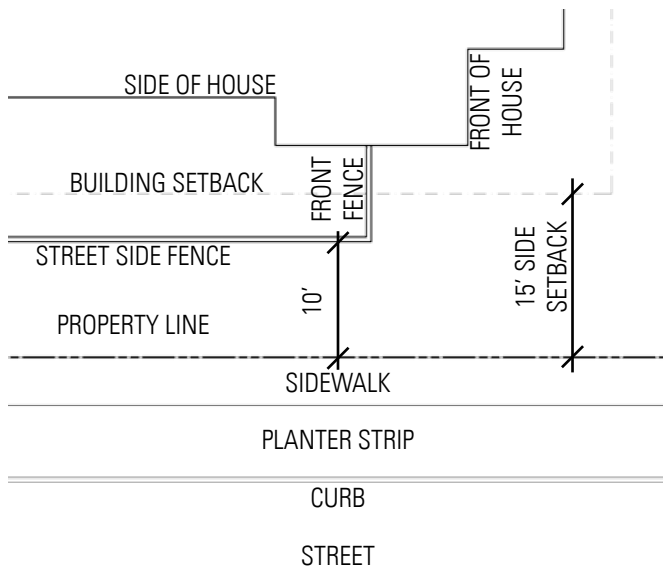 SIDE OF HOUSE
FRONT OF
HOUSE
BUILDING SETBACK
FRONT
FENCE
STREET SIDE FENCE
10’
15’ SIDE
SETBACK
PROPERTY LINE
SIDEWALK
PLANTER STRIP
CURB
STREET